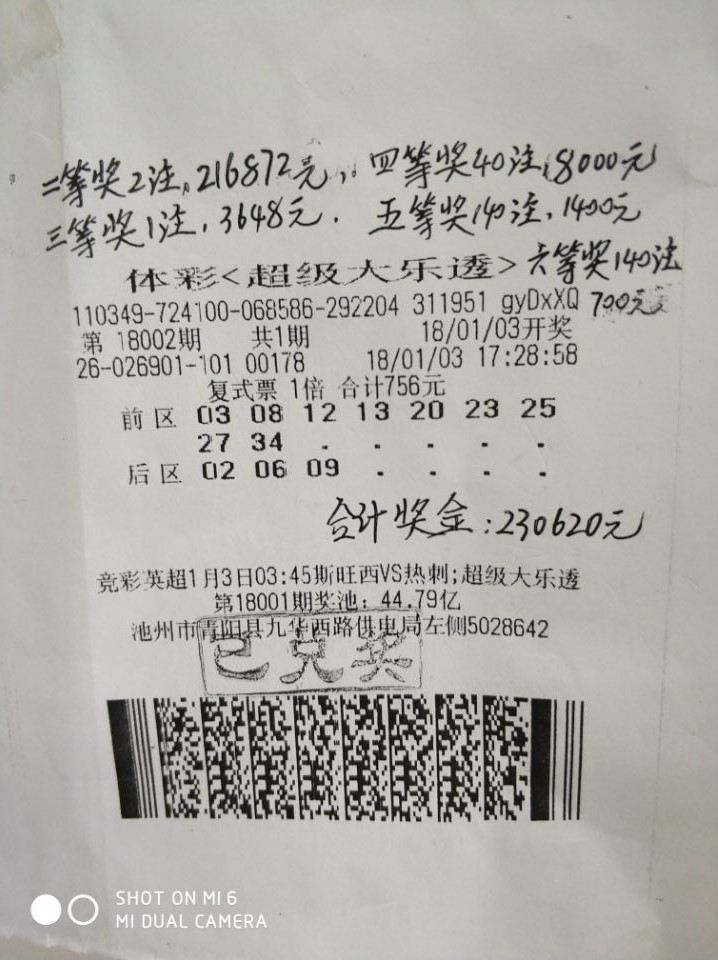 二等奖2注,216872元, 四等奖40注,8000元
三等奖1注,3648元. 五等奖140注,1400元
体彩<超级大乐透> 六等奖140注
110349-724100-068586-292204 311951 gyDxXQ 700元
第 18002期 共1期 18/01/03开奖
26-026901-101 00178 18/01/03 17:28:58
复式票 1倍 合计756元
前区 03 08 12 13 20 23 25
27 34 . . . . .
后区 02 06 09 . . . .
合计奖金:230620元
竞彩英超1月3日03:45斯旺西VS热刺;超级大乐透
第18001期奖池: 44.79亿
池州市青阳县九华西路供电局左侧5028642
已兑奖
SHOT ON MI 6
MI DUAL CAMERA